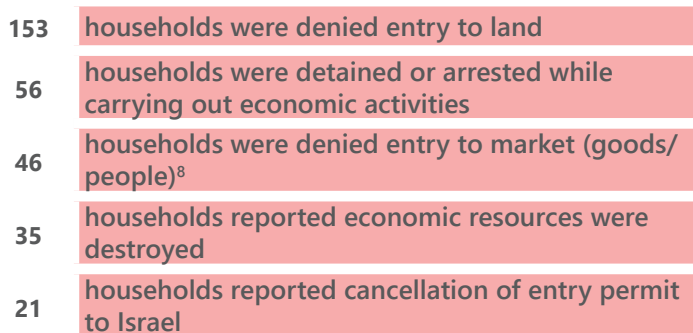 153 households were denied entry to land
56 households were detained or arrested while
carrying out economic activities
46 households were denied entry to market (goods/
people)⁸
35 households reported economic resources were
destroyed
21 households reported cancellation of entry permit
to Israel